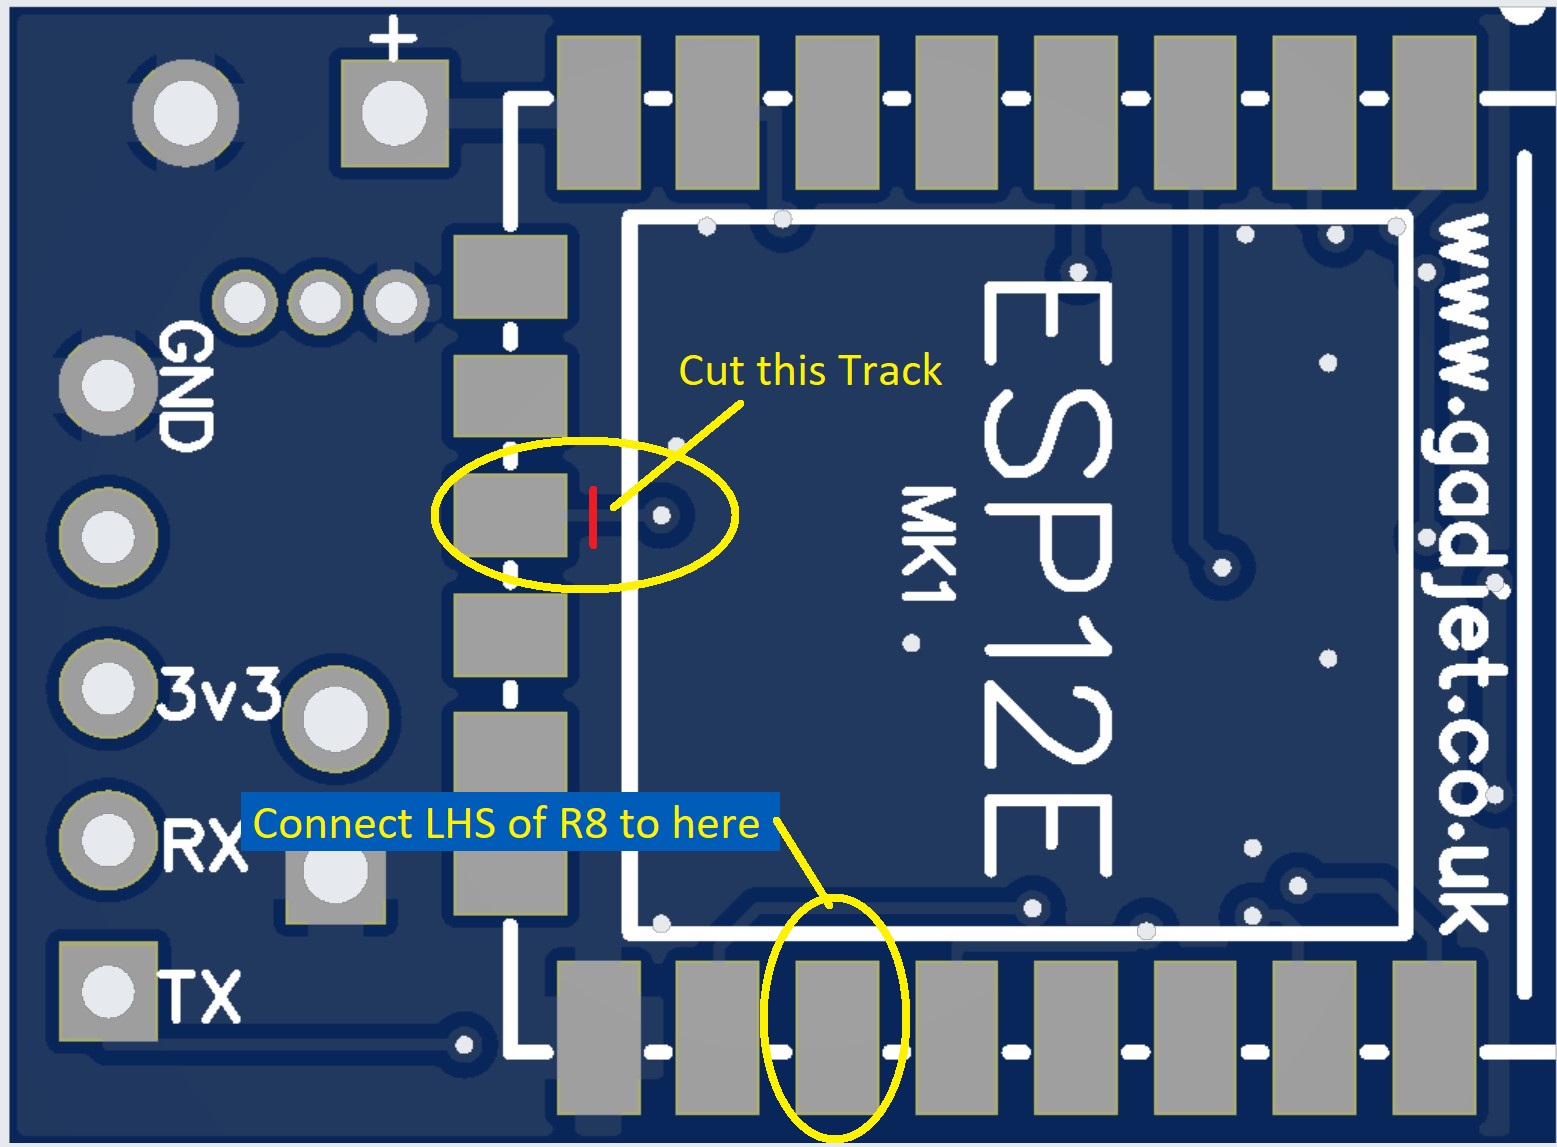 +
GND
Cut this Track
ESP12E
MK1
www.gadjet.co.uk
3v3
Connect LHS of R8 to here
RX
TX